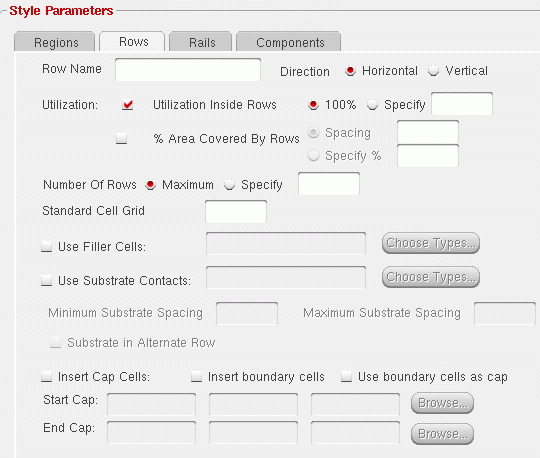 Style Parameters
Regions Rows Rails Components
Row Name Direction Horizontal Vertical
Utilization: Utilization Inside Rows 100% Specify
% Area Covered By Rows Spacing
Specify %
Number Of Rows Maximum Specify
Standard Cell Grid
Use Filler Cells: Choose Types...
Use Substrate Contacts: Choose Types...
Minimum Substrate Spacing Maximum Substrate Spacing
Substrate in Alternate Row
Insert Cap Cells: Insert boundary cells Use boundary cells as cap
Start Cap: Browse...
End Cap: Browse...